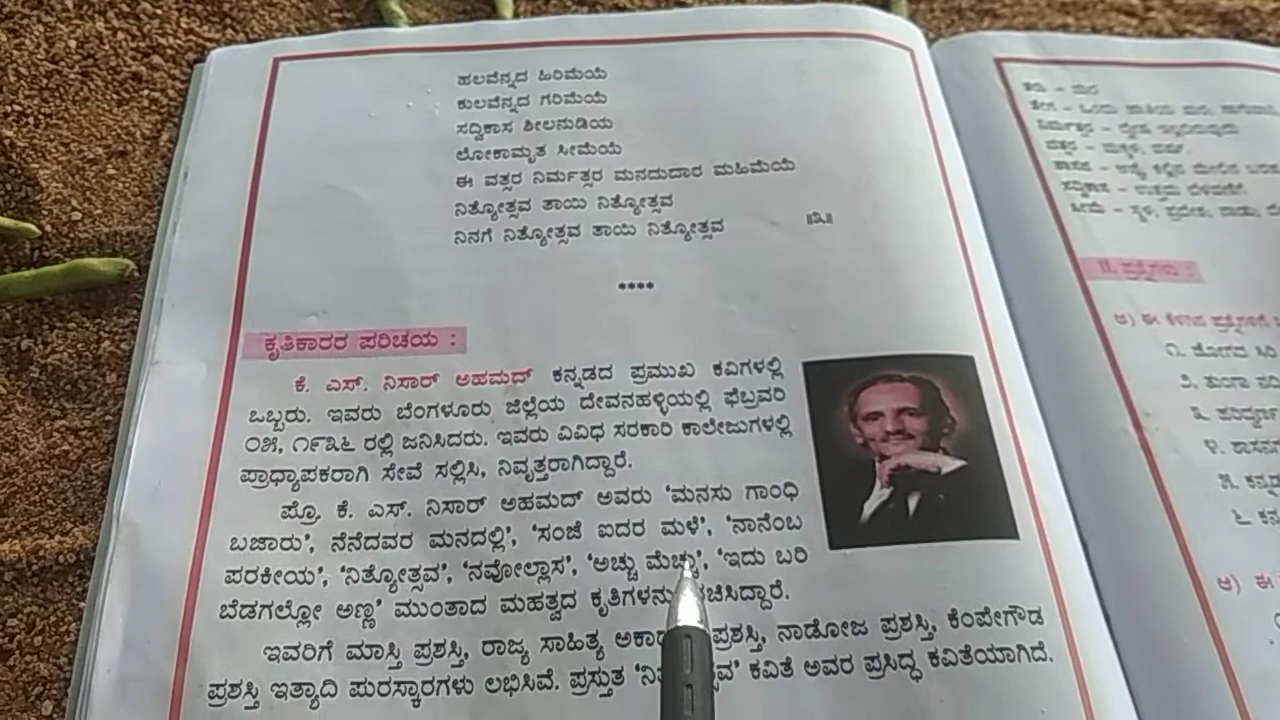 ಹಲವೆನ್ನದ ಹಿರಿಮೆಯೆ
ಕುಲವೆನ್ನದ ಗರಿಮೆಯೆ
ಸದ್ವಿಕಾಸ ಶೀಲನುಡಿಯ
ಲೋಕಾಮೃತ ಸೀಮೆಯೆ
ಈ ವತ್ಸರ ನಿರ್ಮತ್ಸರ ಮನದುದಾರ ಮಹಿಮೆಯೆ
ನಿತ್ಯೋತ್ಸವ ತಾಯಿ ನಿತ್ಯೋತ್ಸವ
ನಿನಗೆ ನಿತ್ಯೋತ್ಸವ ತಾಯಿ ನಿತ್ಯೋತ್ಸವ ॥೩॥
****
ಕೃತಿಕಾರರ ಪರಿಚಯ :
ಕೆ. ಎಸ್. ನಿಸಾರ್ ಅಹಮದ್ ಕನ್ನಡದ ಪ್ರಮುಖ ಕವಿಗಳಲ್ಲಿ
ಒಬ್ಬರು. ಇವರು ಬೆಂಗಳೂರು ಜಿಲ್ಲೆಯ ದೇವನಹಳ್ಳಿಯಲ್ಲಿ ಫೆಬ್ರವರಿ
೦೫, ೧೯೩೬ ರಲ್ಲಿ ಜನಿಸಿದರು. ಇವರು ವಿವಿಧ ಸರಕಾರಿ ಕಾಲೇಜುಗಳಲ್ಲಿ
ಪ್ರಾಧ್ಯಾಪಕರಾಗಿ ಸೇವೆ ಸಲ್ಲಿಸಿ, ನಿವೃತ್ತರಾಗಿದ್ದಾರೆ.
ಪ್ರೊ. ಕೆ. ಎಸ್. ನಿಸಾರ್ ಅಹಮದ್ ಅವರು ‘ಮನಸು ಗಾಂಧಿ
ಬಜಾರು’, ನೆನೆದವರ ಮನದಲ್ಲಿ’, ‘ಸಂಜೆ ಐದರ ಮಳೆ’, ‘ನಾನೆಂಬ
ಪರಕೀಯ’, ‘ನಿತ್ಯೋತ್ಸವ’, ‘ನವೋಲ್ಲಾಸ’, ‘ಅಚ್ಚು ಮೆಚ್ಚು’, ‘ಇದು ಬರಿ
ಬೆಡಗಲ್ಲೋ ಅಣ್ಣ’ ಮುಂತಾದ ಮಹತ್ವದ ಕೃತಿಗಳನು ರಚಿಸಿದ್ದಾರೆ.
ಇವರಿಗೆ ಮಾಸ್ತಿ ಪ್ರಶಸ್ತಿ, ರಾಜ್ಯ ಸಾಹಿತ್ಯ ಪ್ರಶಸ್ತಿ, ನಾಡೋಜ ಪ್ರಶಸ್ತಿ, ಕೆಂಪೇಗೌಡ
ಪ್ರಶಸ್ತಿ ಇತ್ಯಾದಿ ಪುರಸ್ಕಾರಗಳು ಲಭಿಸಿವೆ. ಪ್ರಸ್ತುತ ಕವಿತೆ ಅವರ ಪ್ರಸಿದ್ಧ ಕವಿತೆಯಾಗಿದೆ.
II. ಪ್ರಶ್ನೆಗಳು :